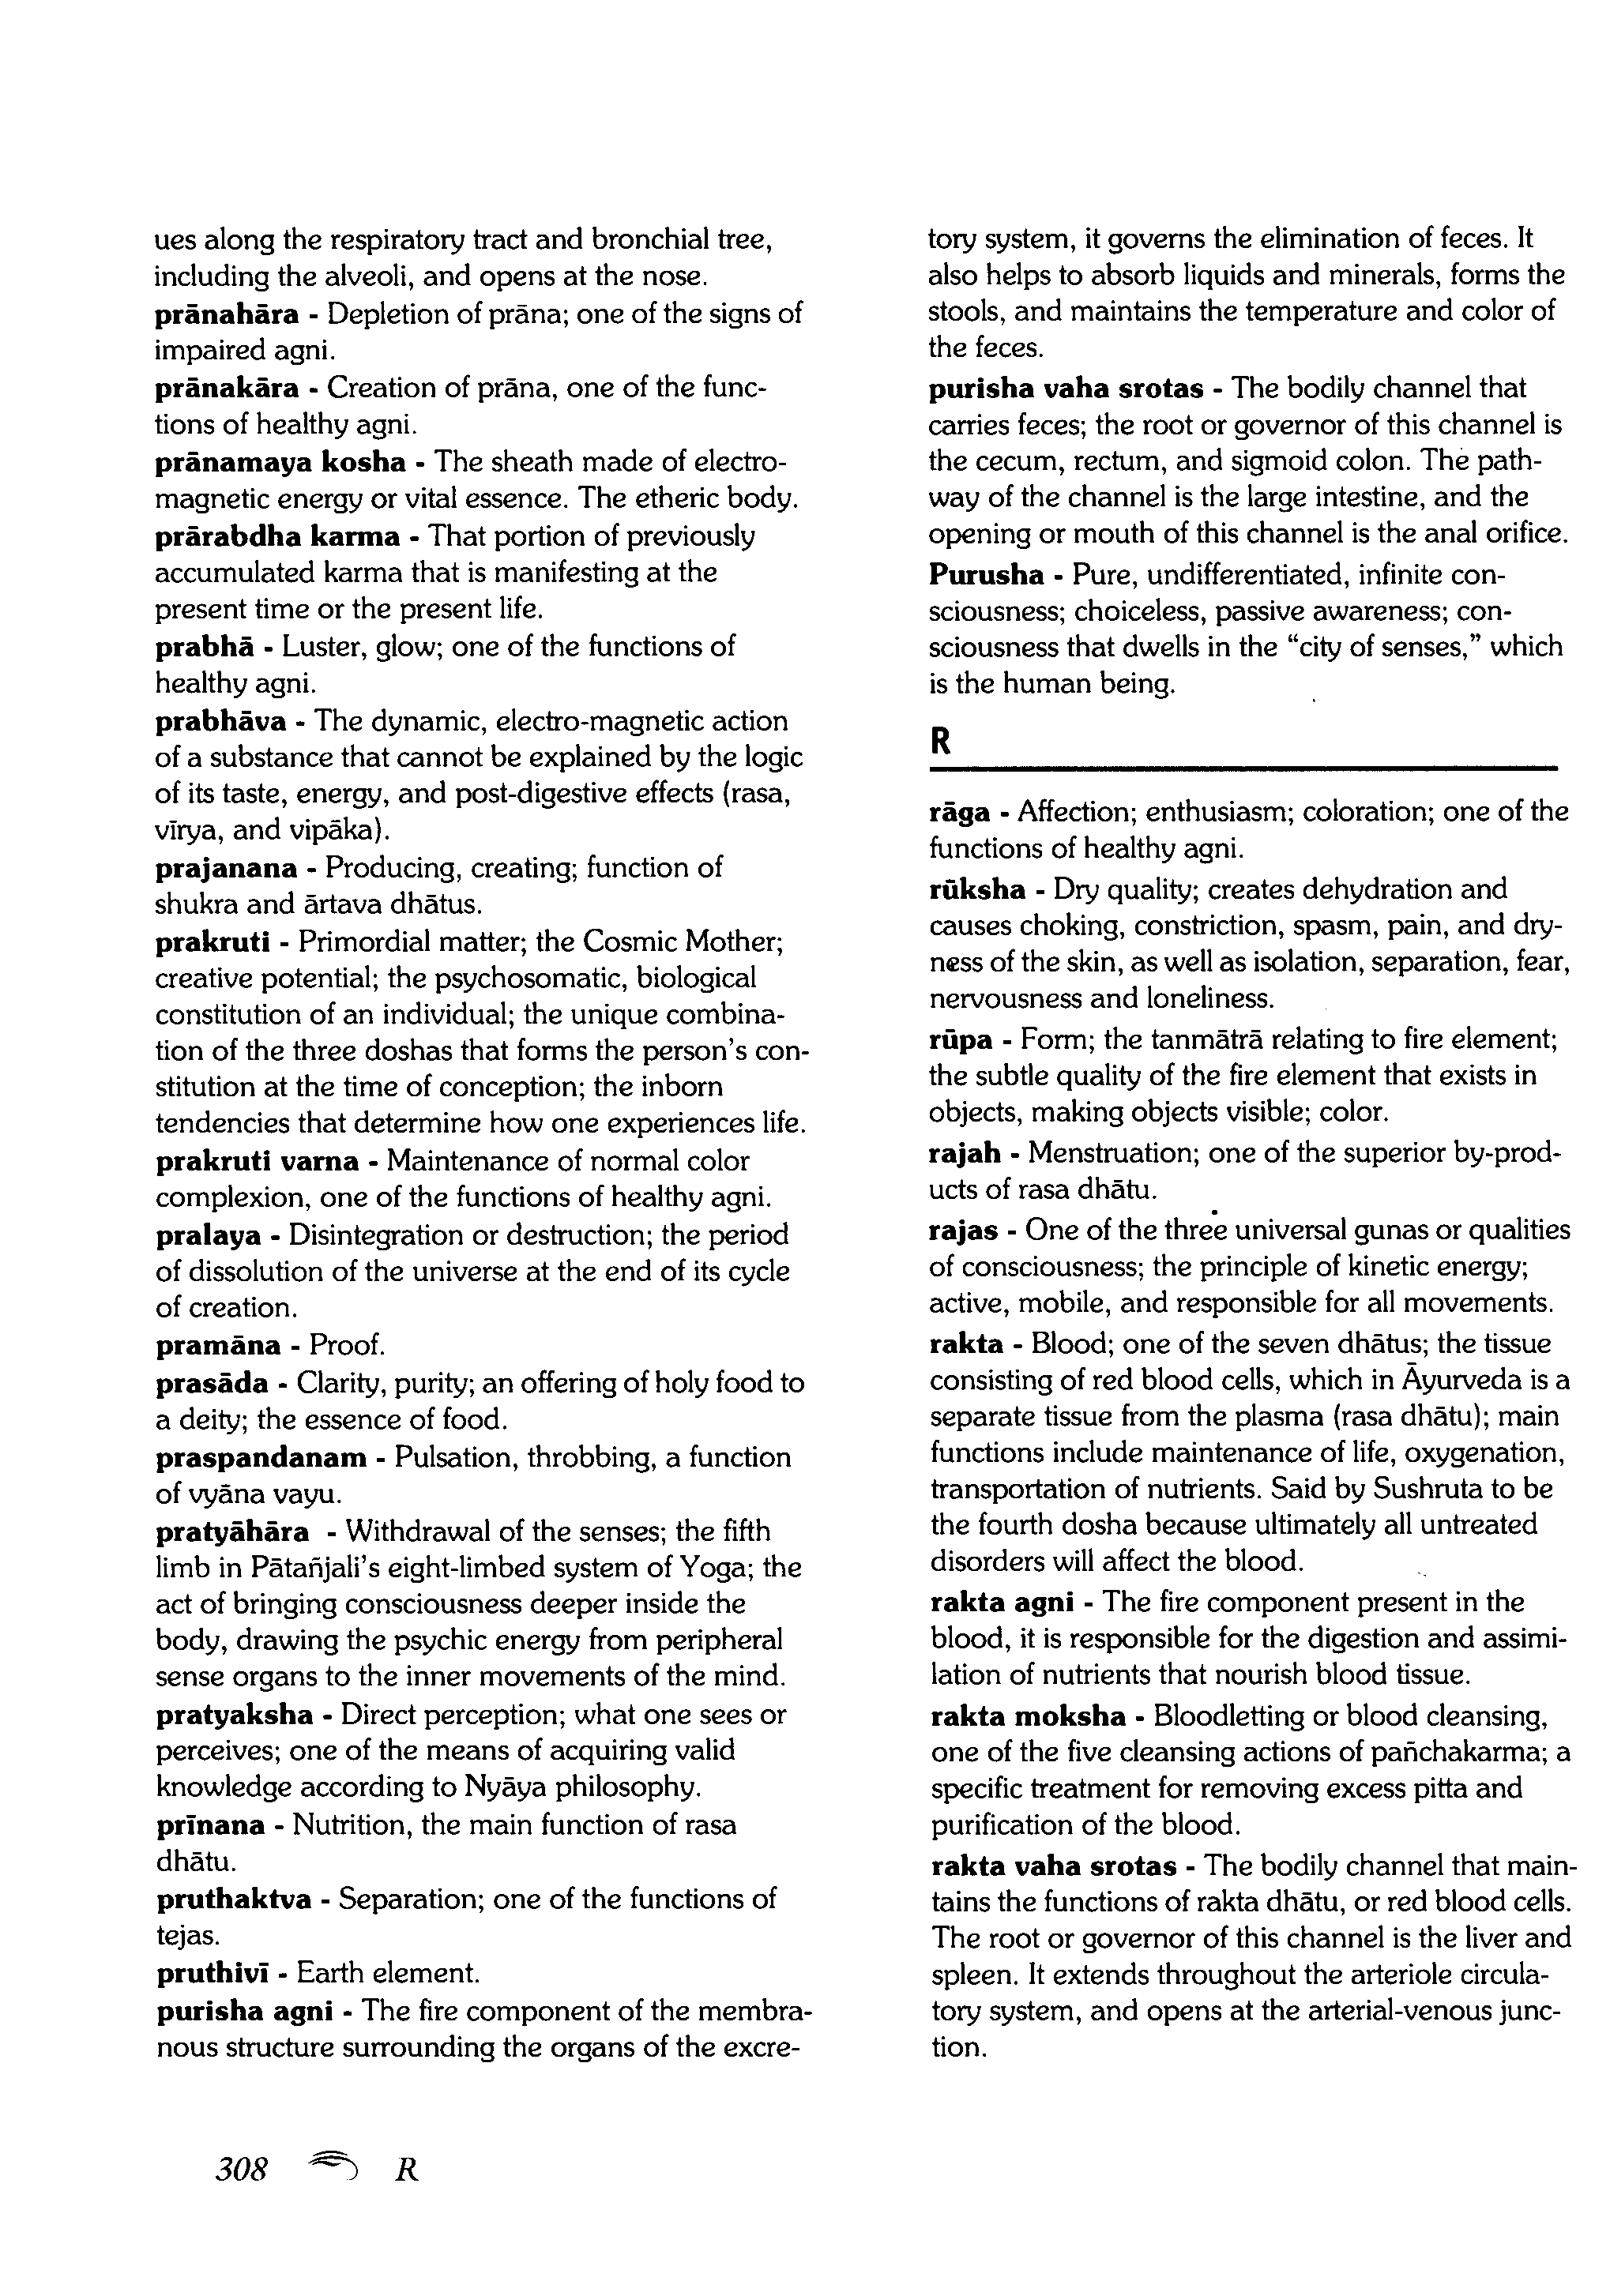 ues along the respiratory tract and bronchial tree,
including the alveoli, and opens at the nose.
prānahāra - Depletion of prāna; one of the signs of
impaired agni.
prānakāra - Creation of prāna, one of the func-
tions of healthy agni.
prānamaya kosha - The sheath made of electro-
magnetic energy or vital essence. The etheric body.
prārabdha karma - That portion of previously
accumulated karma that is manifesting at the
present time or the present life.
prabhā - Luster, glow; one of the functions of
healthy agni.
prabhāva - The dynamic, electro-magnetic action
of a substance that cannot be explained by the logic
of its taste, energy, and post-digestive effects (rasa,
vīrya, and vipāka).
prajanana - Producing, creating; function of
shukra and ārtava dhātus.
prakruti - Primordial matter; the Cosmic Mother;
creative potential; the psychosomatic, biological
constitution of an individual; the unique combina-
tion of the three doshas that forms the person's con-
stitution at the time of conception; the inborn
tendencies that determine how one experiences life.
prakruti varna - Maintenance of normal color
complexion, one of the functions of healthy agni.
pralaya - Disintegration or destruction; the period
of dissolution of the universe at the end of its cycle
of creation.
pramāna - Proof.
prasāda - Clarity, purity; an offering of holy food to
a deity; the essence of food.
praspandanam - Pulsation, throbbing, a function
of vyāna vayu.
pratyāhāra - Withdrawal of the senses; the fifth
limb in Pātañjali's eight-limbed system of Yoga; the
act of bringing consciousness deeper inside the
body, drawing the psychic energy from peripheral
sense organs to the inner movements of the mind.
pratyaksha - Direct perception; what one sees or
perceives; one of the means of acquiring valid
knowledge according to Nyāya philosophy.
prīnana - Nutrition, the main function of rasa
dhātu.
pruthaktva - Separation; one of the functions of
tejas.
pruthivī - Earth element.
purisha agni - The fire component of the membra-
nous structure surrounding the organs of the excre-
tory system, it governs the elimination of feces. It
also helps to absorb liquids and minerals, forms the
stools, and maintains the temperature and color of
the feces.
purisha vaha srotas - The bodily channel that
carries feces; the root or governor of this channel is
the cecum, rectum, and sigmoid colon. The path-
way of the channel is the large intestine, and the
opening or mouth of this channel is the anal orifice.
Purusha - Pure, undifferentiated, infinite con-
sciousness; choiceless, passive awareness; con-
sciousness that dwells in the “city of senses,” which
is the human being.
R
rāga - Affection; enthusiasm; coloration; one of the
functions of healthy agni.
rūksha - Dry quality; creates dehydration and
causes choking, constriction, spasm, pain, and dry-
ness of the skin, as well as isolation, separation, fear,
nervousness and loneliness.
rūpa - Form; the tanmātrā relating to fire element;
the subtle quality of the fire element that exists in
objects, making objects visible; color.
rajah - Menstruation; one of the superior by-prod-
ucts of rasa dhātu.
rajas - One of the three universal gunas or qualities
of consciousness; the principle of kinetic energy;
active, mobile, and responsible for all movements.
rakta - Blood; one of the seven dhātus; the tissue
consisting of red blood cells, which in Āyurveda is a
separate tissue from the plasma (rasa dhātu); main
functions include maintenance of life, oxygenation,
transportation of nutrients. Said by Sushruta to be
the fourth dosha because ultimately all untreated
disorders will affect the blood.
rakta agni - The fire component present in the
blood, it is responsible for the digestion and assimi-
lation of nutrients that nourish blood tissue.
rakta moksha - Bloodletting or blood cleansing,
one of the five cleansing actions of pañchakarma; a
specific treatment for removing excess pitta and
purification of the blood.
rakta vaha srotas - The bodily channel that main-
tains the functions of rakta dhātu, or red blood cells.
The root or governor of this channel is the liver and
spleen. It extends throughout the arteriole circula-
tory system, and opens at the arterial-venous junc-
tion.
308 R